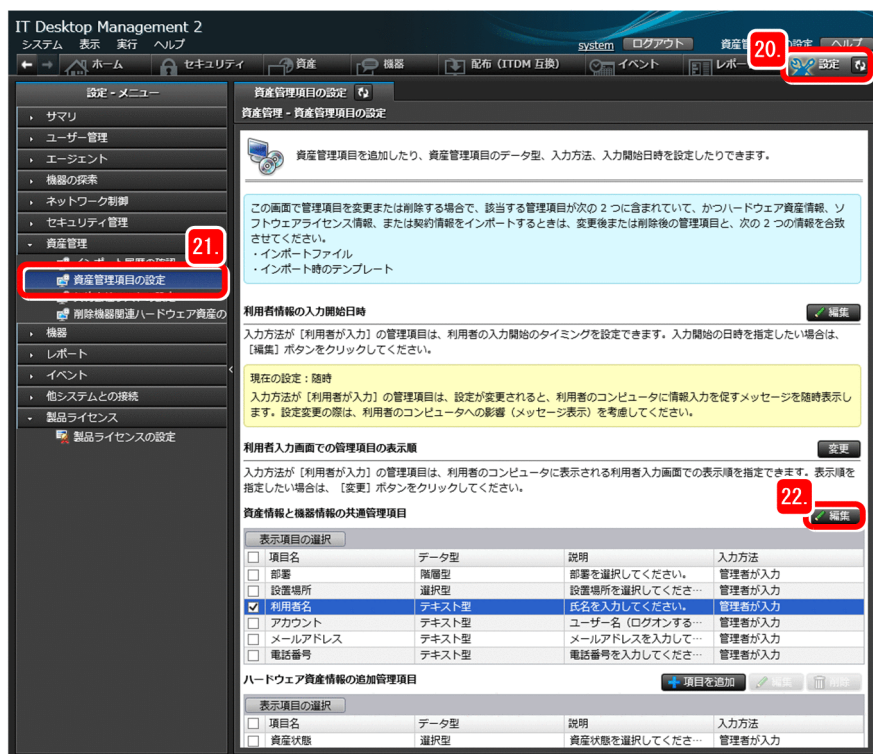 IT Desktop Management 2
システム 表示 実行 ヘルプ
system ログアウト 資産管 の設定 ヘルプ
20.
ホーム セキュリティ 資産 機器 配布 (ITDM 互換) イベント レポー 設定
設定 - メニュー
サマリ
ユーザー管理
エージェント
機器の探索
ネットワーク制御
セキュリティ管理
資産管理
21.
資産管理項目の設定
削除機器関連ハードウェア資産の
機器
レポート
イベント
他システムとの接続
製品ライセンス
製品ライセンスの設定
資産管理項目の設定
資産管理 - 資産管理項目の設定
資産管理項目を追加したり、資産管理項目のデータ型、入力方法、入力開始日時を設定したりできます。
この画面で管理項目を変更または削除する場合で、該当する管理項目が次の 2 つに含まれていて、かつハードウェア資産情報、ソ
フトウェアライセンス情報、または契約情報をインポートするときは、変更後または削除後の管理項目と、次の 2 つの情報を合致
させてください。
・インポートファイル
・インポート時のテンプレート
利用者情報の入力開始日時 編集
入力方法が [利用者が入力] の管理項目は、利用者の入力開始のタイミングを設定できます。入力開始の日時を指定したい場合は、
[編集] ボタンをクリックしてください。
現在の設定 : 随時
入力方法が [利用者が入力] の管理項目は、設定が変更されると、利用者のコンピュータに情報入力を促すメッセージを随時表示し
ます。設定変更の際は、利用者のコンピュータへの影響 (メッセージ表示) を考慮してください。
利用者入力画面での管理項目の表示順 変更
入力方法が [利用者が入力] の管理項目は、利用者のコンピュータに表示される利用者入力画面での表示順を指定できます。表示順を
指定したい場合は、 [変更] ボタンをクリックしてください。
22.
資産情報と機器情報の共通管理項目 編集
表示項目の選択
項目名 データ型 説明 入力方法
部署 階層型 部署を選択してください。 管理者が入力
設置場所 選択型 設置場所を選択してくださ… 管理者が入力
利用者名 テキスト型 氏名を入力してください。 管理者が入力
アカウント テキスト型 ユーザー名 (ログオンする… 管理者が入力
メールアドレス テキスト型 メールアドレスを入力して… 管理者が入力
電話番号 テキスト型 電話番号を入力してくださ… 管理者が入力
ハードウェア資産情報の追加管理項目 項目を追加 編集 削除
表示項目の選択
項目名 データ型 説明 入力方法
資産状態 選択型 資産状態を選択してくださ… 管理者が入力